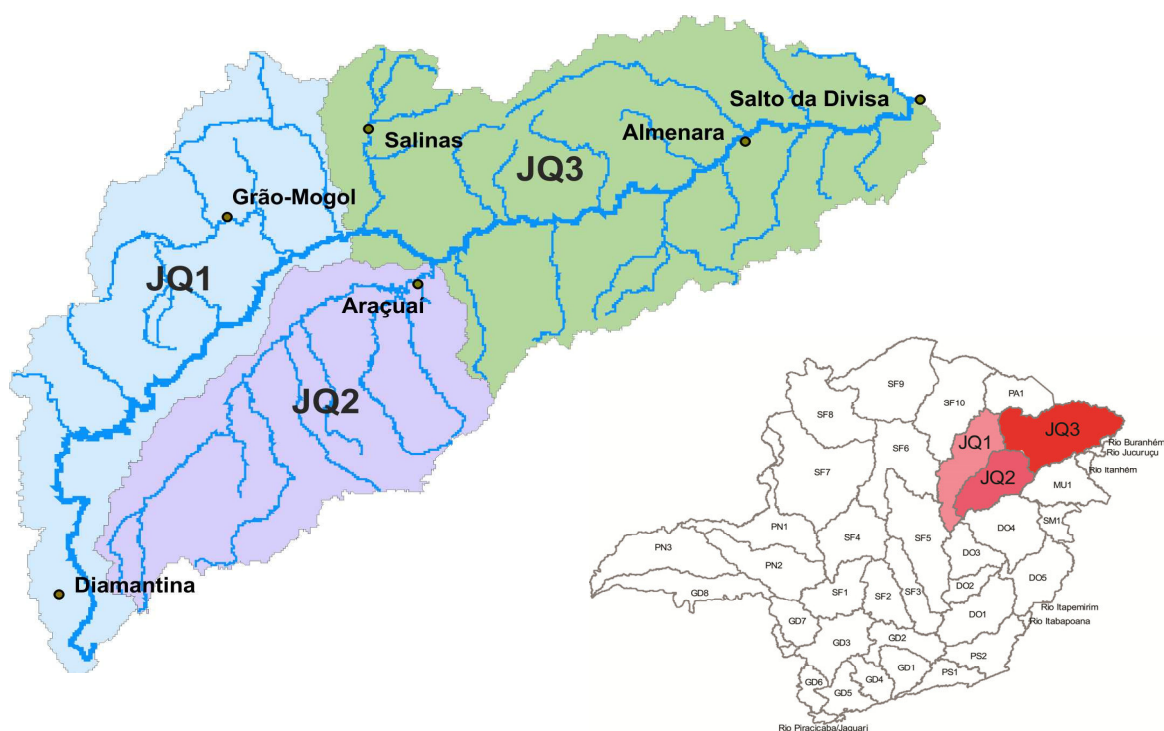 Salto da Divisa
Almenara
Salinas
JQ3
Grão-Mogol
JQ1
Araçuaí
JQ2
Diamantina
SF9
PA1
SF10
SF8
JQ3
JQ1
Rio Buranhém
Rio Jucuruçu
SF6
Rio Itanhém
SF7
JQ2
MU1
PN1
SM1
DO4
PN3
SF4
SF5
DO3
PN2
DO5
DO2
GD8
SF1
SF2
SF3
Rio Itapemirim
DO1
Rio Itabapoana
GD7
GD3
GD2
PS2
GD1
PS1
GD6
GD4
GD5
Rio Piracicaba/Jaguari